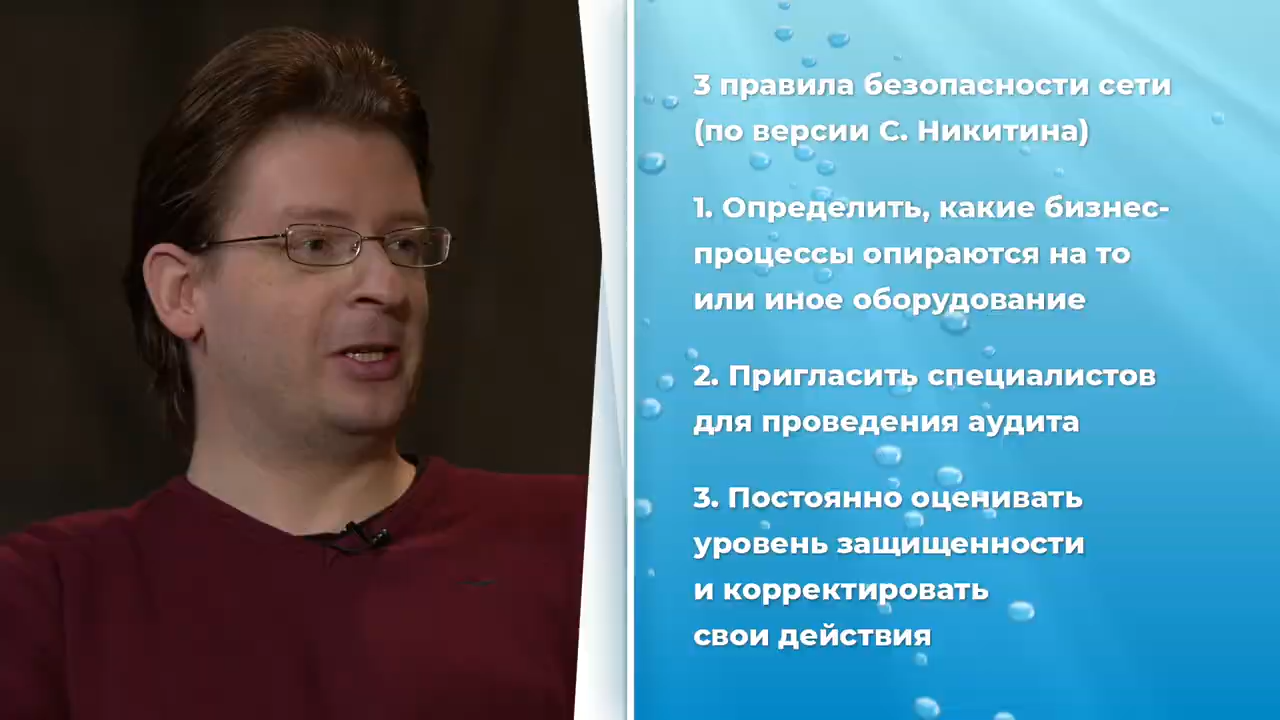 3 правила безопасности сети
(по версии С. Никитина)
1. Определить, какие бизнес-
процессы опираются на то
или иное оборудование
2. Пригласить специалистов
для проведения аудита
3. Постоянно оценивать
уровень защищенности
и корректировать
свои действия